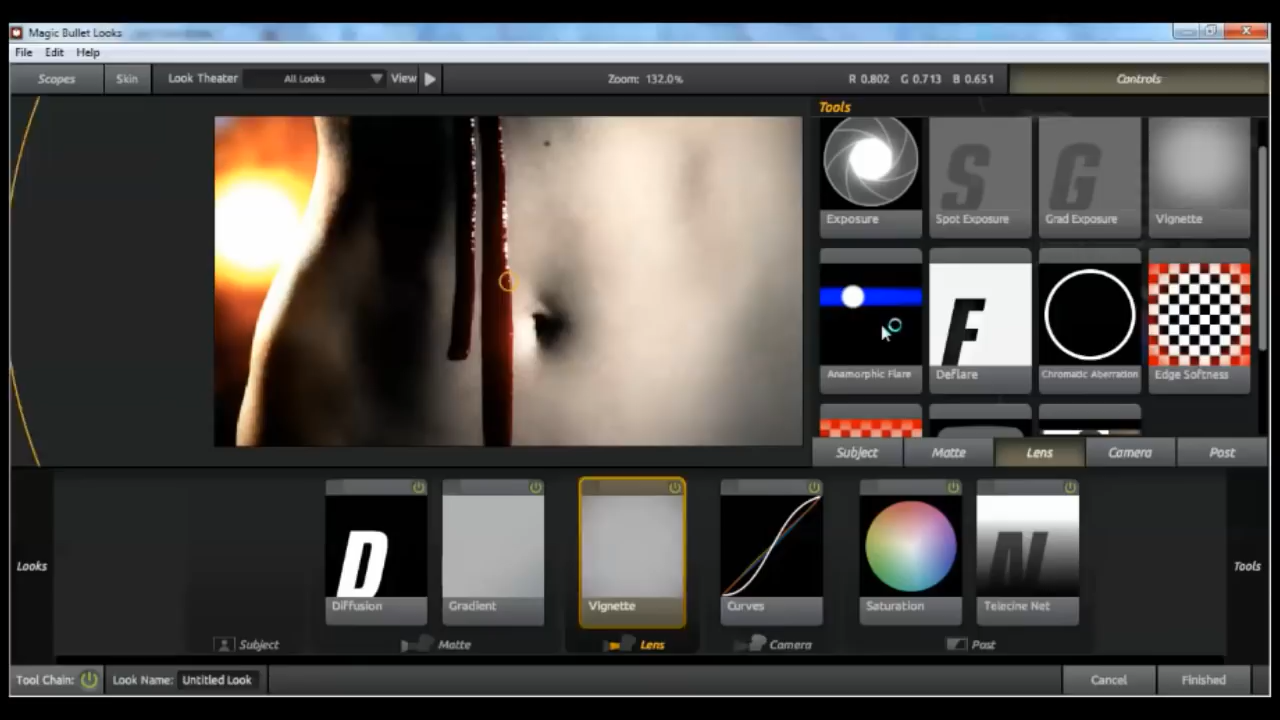 Magic Bullet Looks
File Edit Help
Scopes Skin Look Theater All Looks View Zoom: 132.0% R 0.802 G 0.713 B 0.651 Controls
Tools
S G
Exposure Spot Exposure Grad Exposure Vignette
F
Anamorphic Flare Deflare Chromatic Aberration Edge Softness
Subject Matte Lens Camera Post
D N
Looks Tools
Diffusion Gradient Vignette Curves Saturation Telecine Net
Subject Matte Lens Camera Post
Tool Chain: Look Name: Untitled Look Cancel Finished